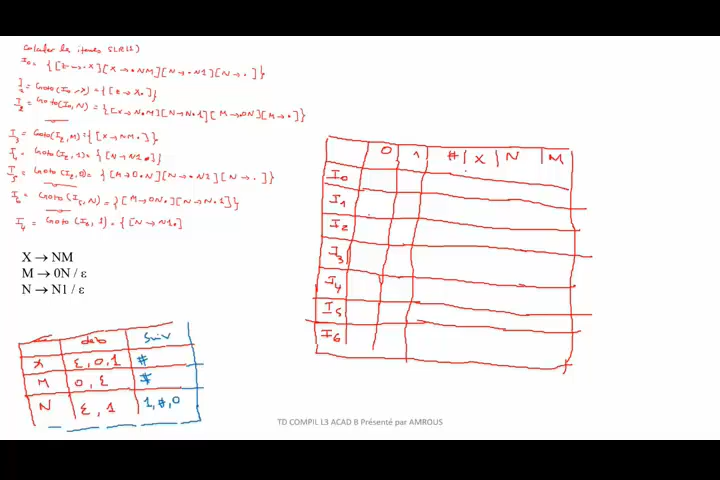 Calculer les items SLR(1)
I0 = { [Z → .X] [X → .NM] [N → .N1] [N → .] }
I1 = Goto(I0, X) = { [Z → X.] }
I2 = Goto(I0, N) = { [X → N.M] [N → N.1] [M → .0N] [M → .] }
I3 = Goto(I2, M) = { [X → NM.] }
I4 = Goto(I2, 1) = { [N → N1.] }
I5 = Goto(I2, 0) = { [M → 0.N] [N → .N1] [N → .] }
I6 = Goto(I5, N) = { [M → 0N.] [N → N.1] }
I4 = Goto(I6, 1) = { [N → N1.]
X → NM
M → 0N / ε
N → N1 / ε
deb Suiv
X ε,0,1 #
M 0,ε #
N ε,1 1,#,0
0 1 # X N M
I0
I1
I2
I3
I4
I5
I6
TD COMPIL L3 ACAD B Présenté par AMROUS